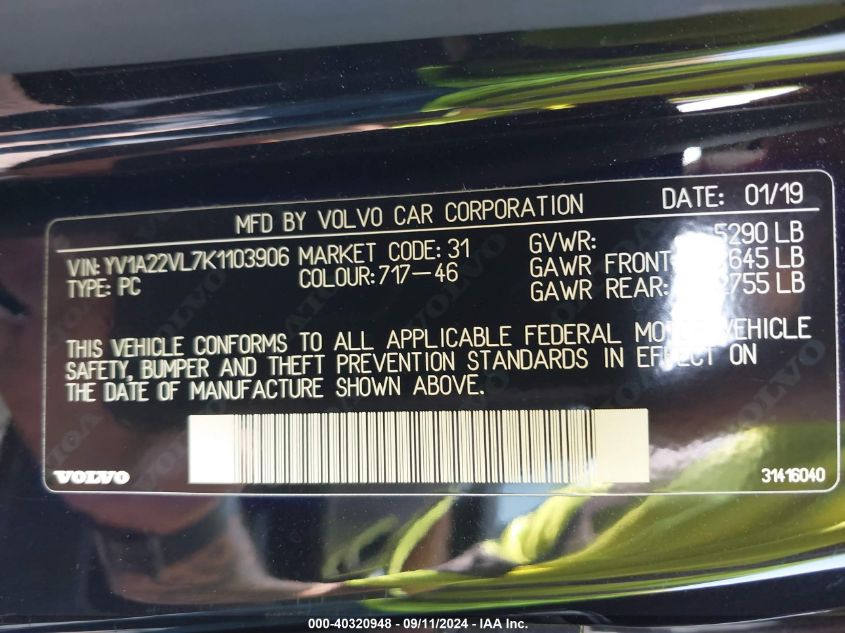 MFD BY VOLVO CAR CORPORATION DATE: 01/19
VIN: YV1A22VL7K1103906 MARKET CODE: 31 GVWR: 5290 LB
TYPE: PC COLOUR: 717-46 GAWR FRONT: 2645 LB
GAWR REAR: 2755 LB
THIS VEHICLE CONFORMS TO ALL APPLICABLE FEDERAL MOTOR VEHICLE
SAFETY, BUMPER AND THEFT PREVENTION STANDARDS IN EFFECT ON
THE DATE OF MANUFACTURE SHOWN ABOVE.
VOLVO 31416040
000-40320948 - 09/11/2024 - IAA Inc.